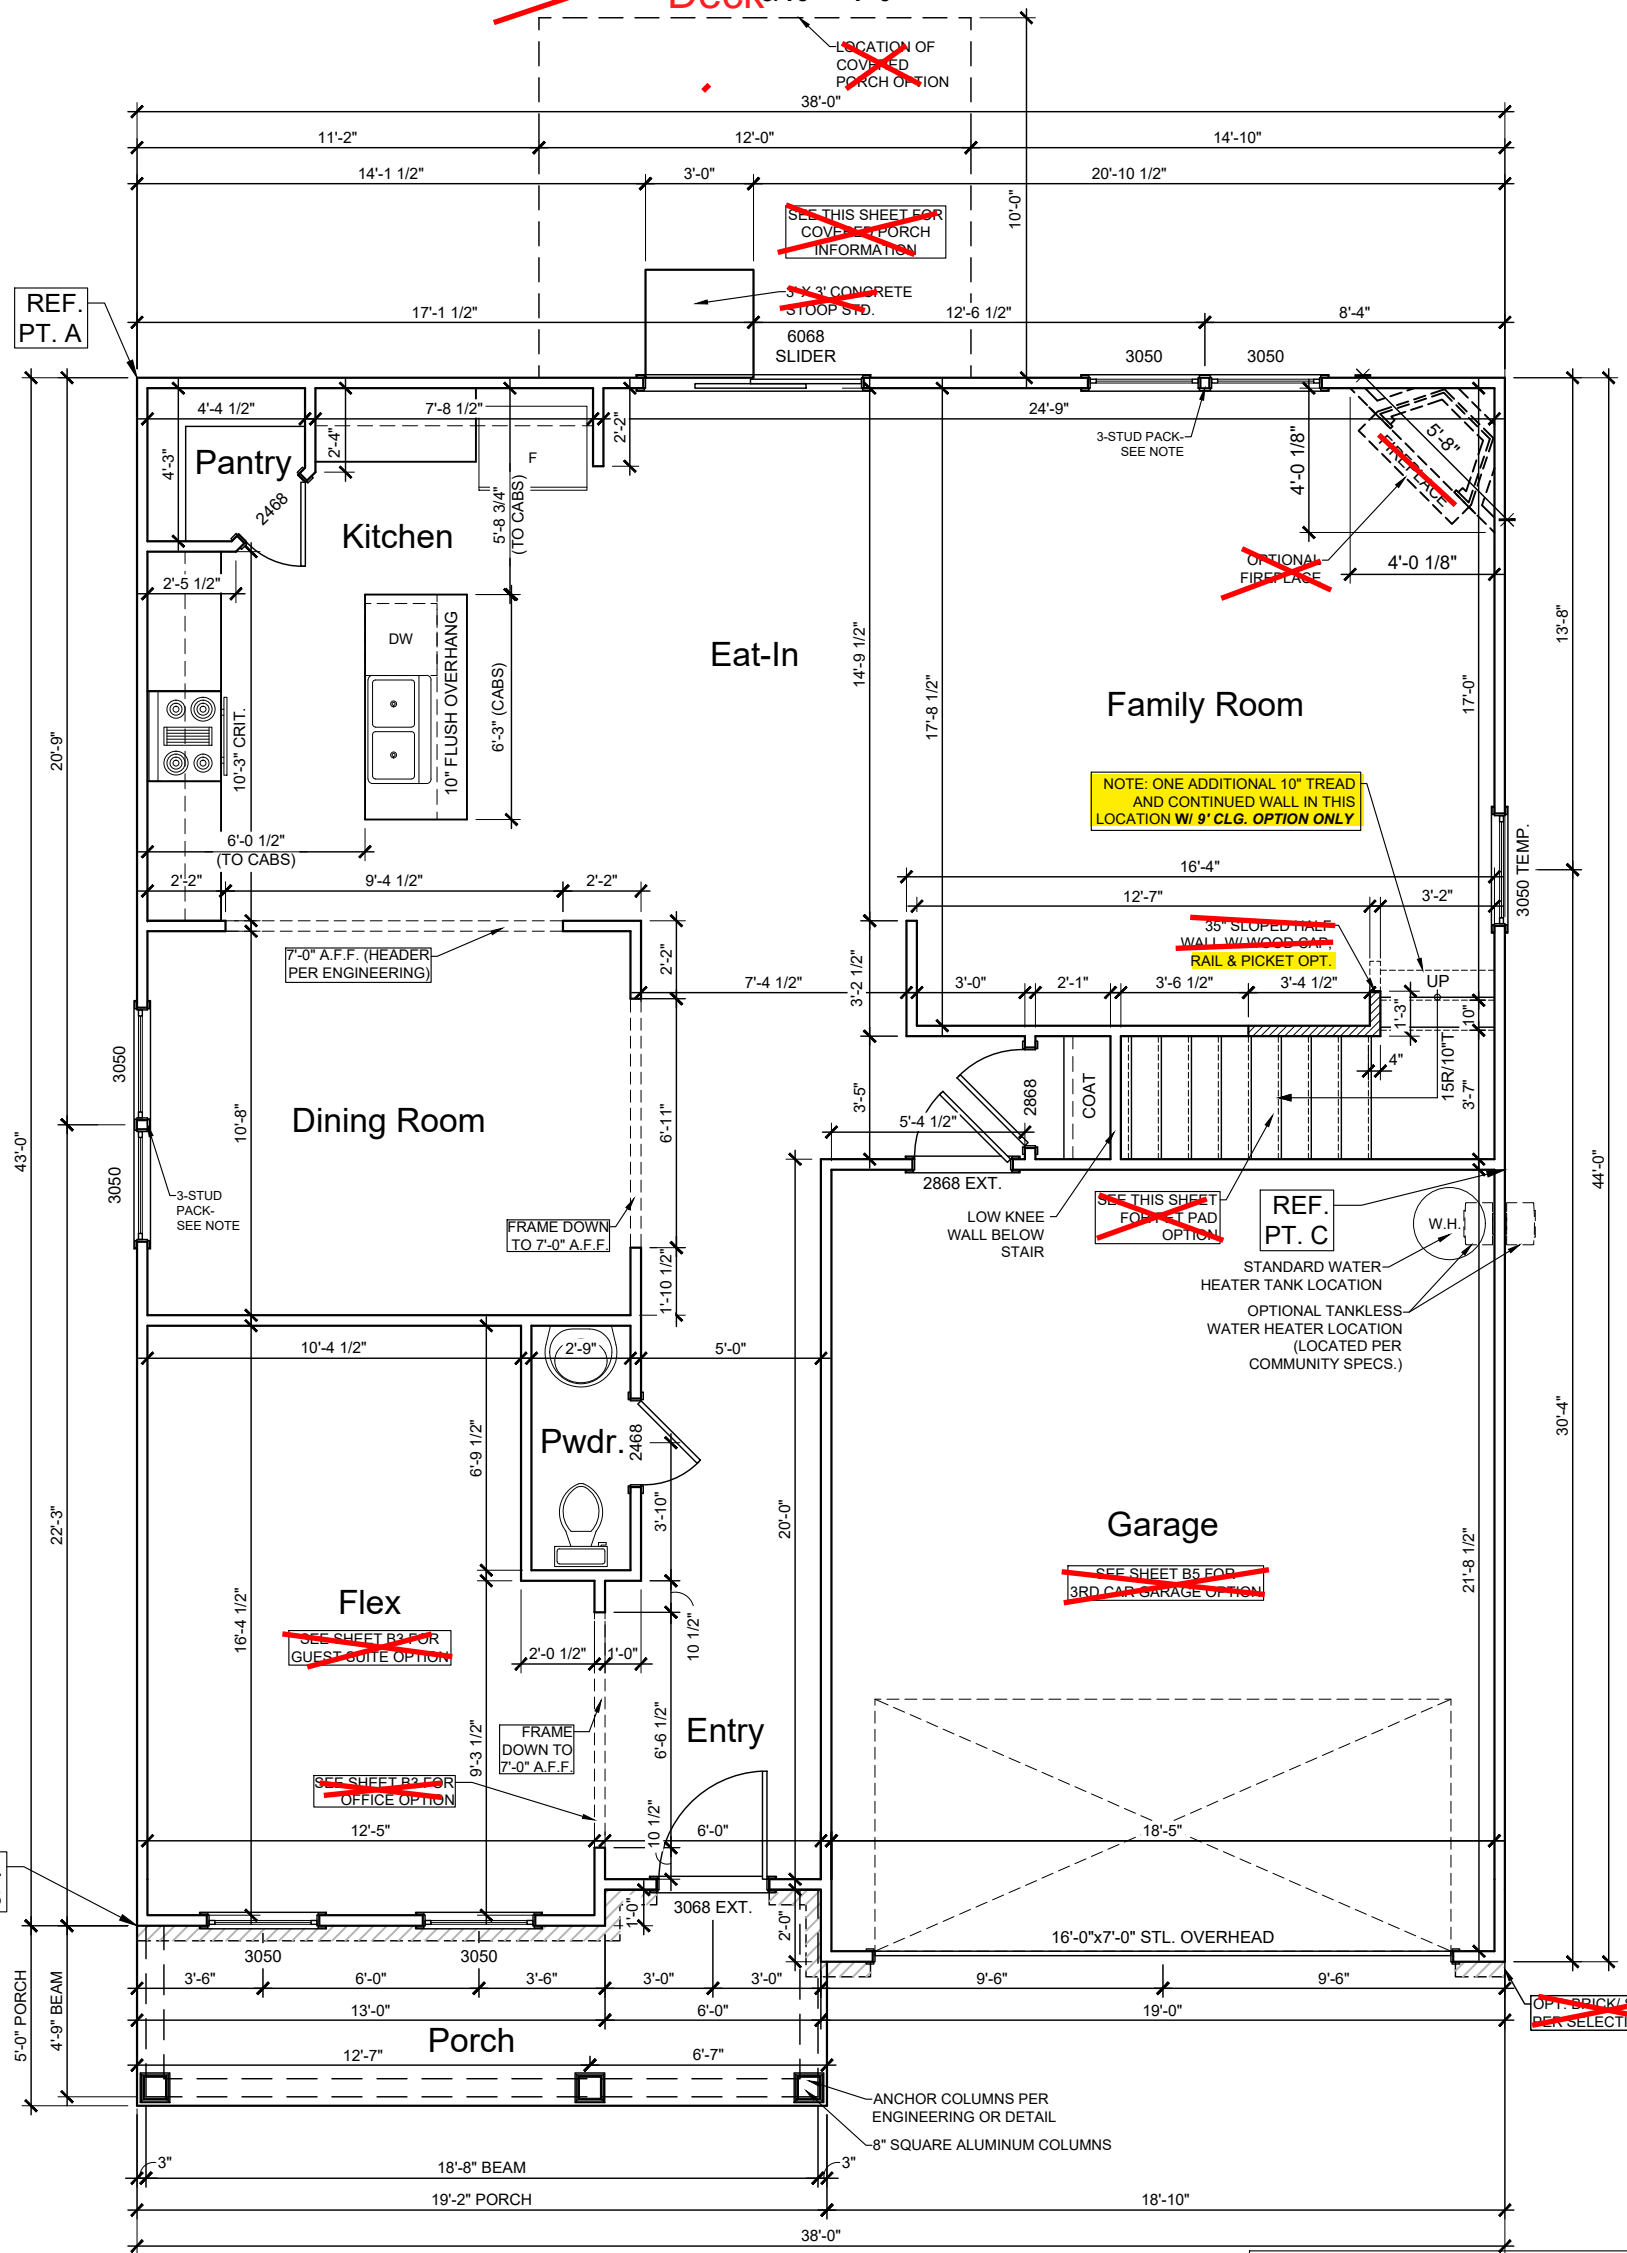 Deck
LOCATION OF
COVERED
PORCH OPTION
38'-0"
11'-2"
12'-0"
14'-10"
14'-1 1/2"
3'-0"
20'-10 1/2"
10'-0"
SEE THIS SHEET FOR
COVERED PORCH
INFORMATION
3' X 3' CONCRETE
STOOP STD.
REF.
PT. A
17'-1 1/2"
12'-6 1/2"
8'-4"
6068
SLIDER
3050
3050
4'-4 1/2"
7'-8 1/2"
24'-9"
2'-4"
2'-2"
3-STUD PACK-
SEE NOTE
4'-0 1/8"
5'-8"
FIREPLACE
4'-3"
Pantry
F
2468
5'-8 3/4"
(TO CABS)
Kitchen
OPTIONAL
FIREPLACE
4'-0 1/8"
2'-5 1/2"
DW
10" FLUSH OVERHANG
6'-3" (CABS)
Eat-In
14'-9 1/2"
17'-8 1/2"
Family Room
17'-0"
13'-8"
20'-9"
10'-3" CRIT.
NOTE: ONE ADDITIONAL 10" TREAD
AND CONTINUED WALL IN THIS
LOCATION W/ 9' CLG. OPTION ONLY
6'-0 1/2"
(TO CABS)
16'-4"
3050 TEMP.
2'-2"
9'-4 1/2"
2'-2"
12'-7"
3'-2"
35" SLOPED HALF
WALL W/ WOOD CAP,
RAIL & PICKET OPT.
7'-0" A.F.F. (HEADER
PER ENGINEERING)
2'-2"
7'-4 1/2"
3'-2 1/2"
3'-0"
2'-1"
3'-6 1/2"
3'-4 1/2"
UP
1'-3"
10"
3050
3050
3-STUD
PACK-
SEE NOTE
Dining Room
10'-8"
6'-11"
3'-5"
2868
COAT
4"
15R/10"T
3'-7"
5'-4 1/2"
43'-0"
44'-0"
2868 EXT.
LOW KNEE
WALL BELOW
STAIR
SEE THIS SHEET
FOR PET PAD
OPTION
REF.
PT. C
W.H.
FRAME DOWN
TO 7'-0" A.F.F.
1'-10 1/2"
STANDARD WATER
HEATER TANK LOCATION
OPTIONAL TANKLESS
WATER HEATER LOCATION
(LOCATED PER
COMMUNITY SPECS.)
10'-4 1/2"
2'-9"
5'-0"
30'-4"
6'-9 1/2"
Pwdr.
2468
3'-10"
20'-0"
22'-3"
Garage
SEE SHEET B5 FOR
3RD CAR GARAGE OPTION
21'-8 1/2"
16'-4 1/2"
Flex
SEE SHEET B3 FOR
GUEST SUITE OPTION
10 1/2"
2'-0 1/2"
1'-0"
FRAME
DOWN TO
7'-0" A.F.F.
6'-6 1/2"
Entry
9'-3 1/2"
SEE SHEET B3 FOR
OFFICE OPTION
12'-5"
10 1/2"
6'-0"
18'-5"
1'-0"
3068 EXT.
2'-0"
16'-0"x7'-0" STL. OVERHEAD
3050
3050
3'-6"
6'-0"
3'-6"
3'-0"
3'-0"
9'-6"
9'-6"
13'-0"
6'-0"
19'-0"
OPT. BRICK/
PER
5'-0" PORCH
4'-9" BEAM
Porch
12'-7"
6'-7"
ANCHOR COLUMNS PER
ENGINEERING OR DETAIL
8" SQUARE ALUMINUM COLUMNS
3"
18'-8" BEAM
3"
19'-2" PORCH
18'-10"
38'-0"